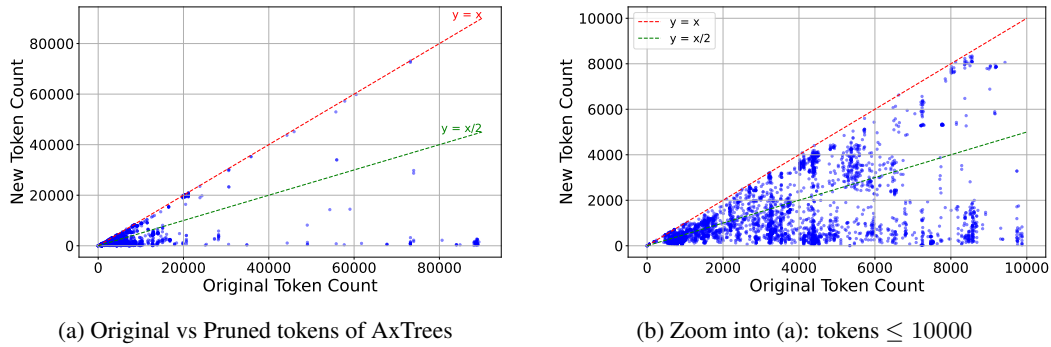 y = x
y = x/2
80000
60000
40000
20000
0
New Token Count
0 20000 40000 60000 80000
Original Token Count
(a) Original vs Pruned tokens of AxTrees
y = x
y = x/2
10000
8000
6000
4000
2000
0
New Token Count
0 2000 4000 6000 8000 10000
Original Token Count
(b) Zoom into (a): tokens ≤ 10000